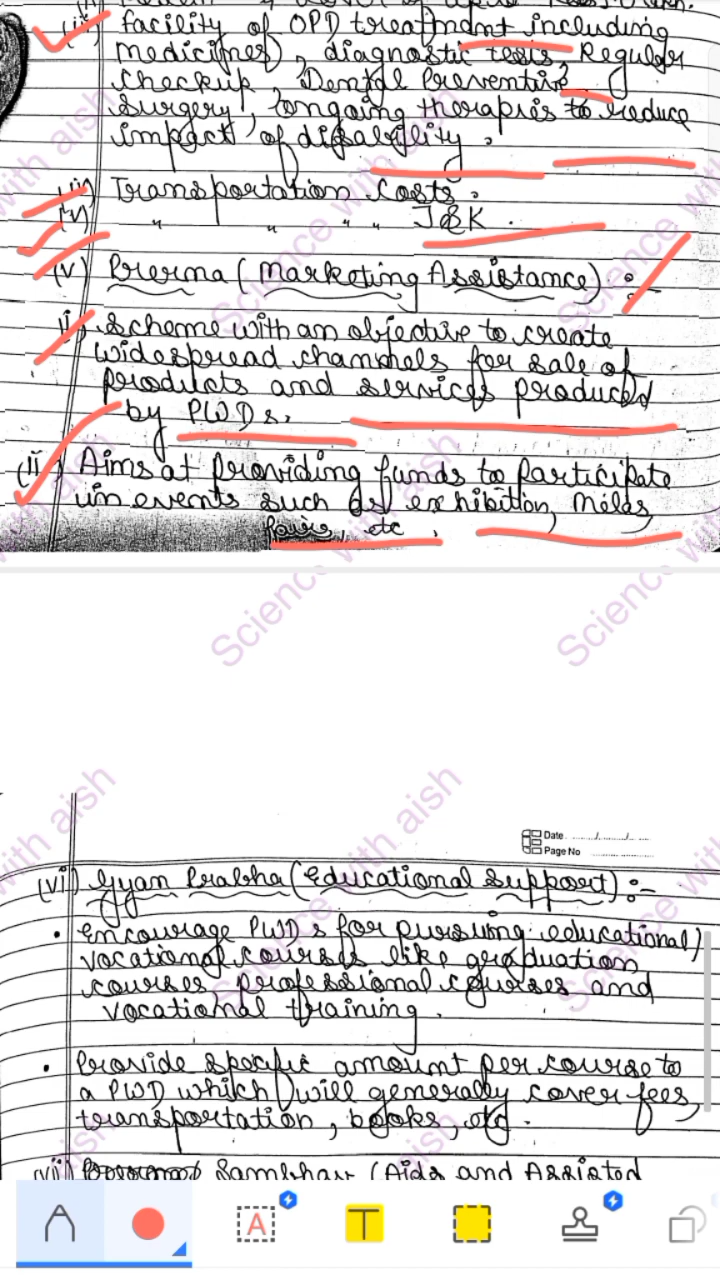 (ii) Facility of OPD treatment including
medicines), diagnostic tests, Regular
checkup, Dental Preventive
Surgery, ongoing therapies to reduce
impact of disability.
(iii) Transportation Costs.
(iv) " " " " J&K.
(v) Prerma (Marketing Assistance) :-
(i) Scheme with an objective to create
widespread channels for sale of
products and services produced
by PWDs.
(ii) Aims at providing funds to participate
in events such as exhibition, melas,
fairs, etc.
Date ....../....../......
Page No ..................
(vi) Gyan Prabha (Educational Support) :-
• Encourage PWDs for pursuing educational/
vocational courses like graduation
courses professional courses and
vocational training.
• Provide specific amount per course to
a PWD which will generally cover fees,
transportation, books, etc.
(vii) Sambhav (Aids and Assisted
Science with aish
A
T